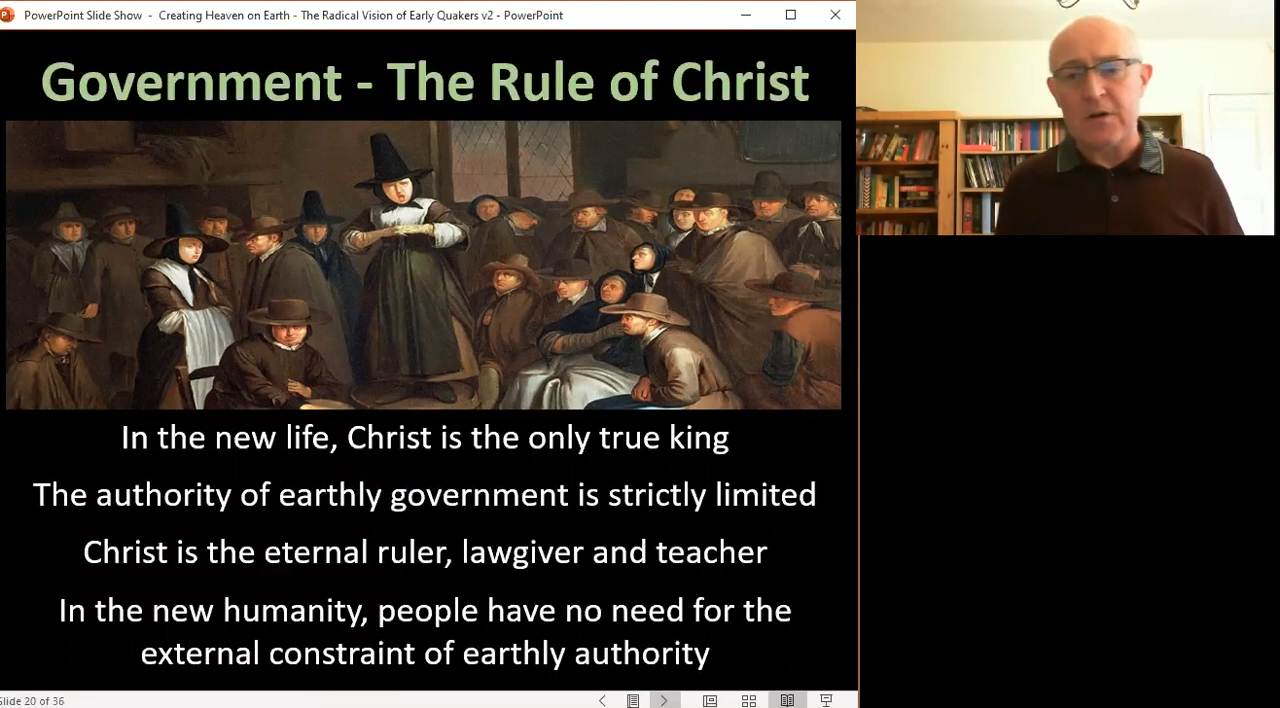 PowerPoint Slide Show - Creating Heaven on Earth - The Radical Vision of Early Quakers v2 - PowerPoint
Government - The Rule of Christ
In the new life, Christ is the only true king
The authority of earthly government is strictly limited
Christ is the eternal ruler, lawgiver and teacher
In the new humanity, people have no need for the
external constraint of earthly authority
Slide 20 of 36